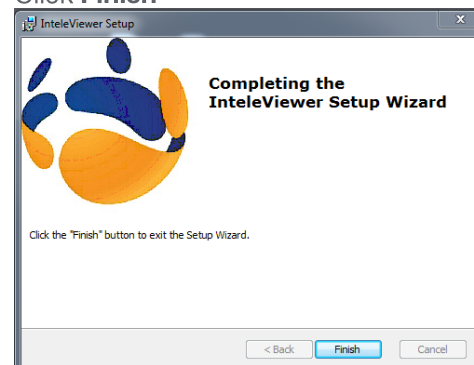 Click Finish
InteleViewer Setup
x
Completing the
InteleViewer Setup Wizard
Click the "Finish" button to exit the Setup Wizard.
< Back Finish Cancel